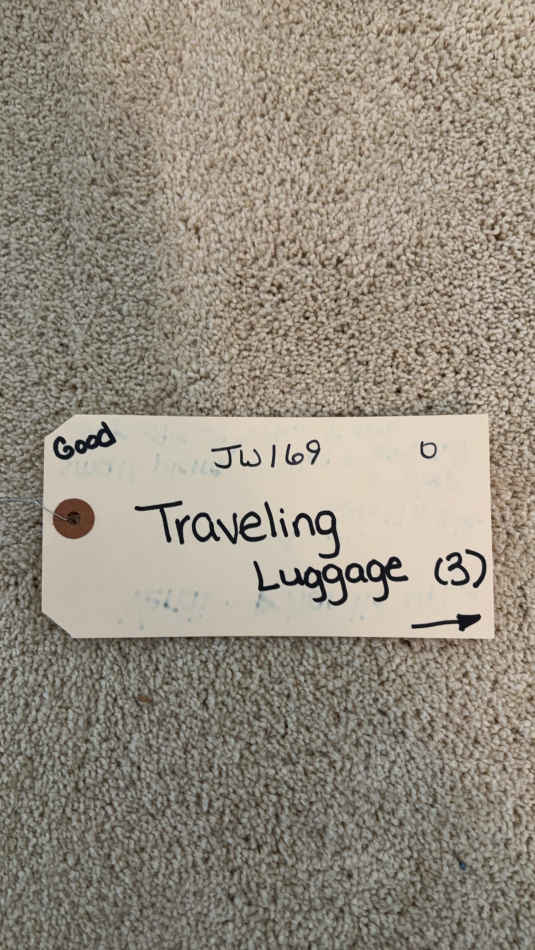 Good
JW169 0
Traveling
Luggage (3)
→